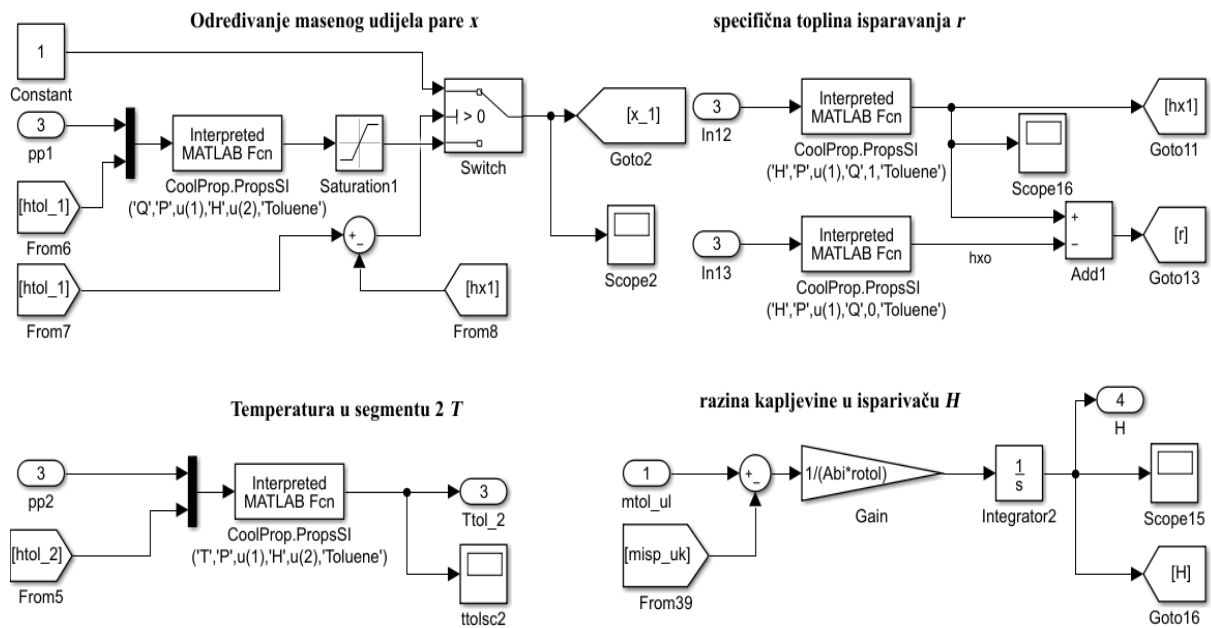 Određivanje masenog udijela pare x
1
Constant
3
pp1
[htol_1]
From6
[htol_1]
From7
Interpreted
MATLAB Fcn
CoolProp.PropsSI
('Q','P',u(1),'H',u(2),'Toluene')
Saturation1
+
−
> 0
Switch
[x_1]
Goto2
Scope2
[hx1]
From8
specifična toplina isparavanja r
3
In12
Interpreted
MATLAB Fcn
CoolProp.PropsSI
('H','P',u(1),'Q',1,'Toluene')
[hx1]
Goto11
Scope16
3
In13
Interpreted
MATLAB Fcn
CoolProp.PropsSI
('H','P',u(1),'Q',0,'Toluene')
hxo
+
−
Add1
[r]
Goto13
Temperatura u segmentu 2 T
3
pp2
[htol_2]
From5
Interpreted
MATLAB Fcn
CoolProp.PropsSI
('T','P',u(1),'H',u(2),'Toluene')
3
Ttol_2
ttolsc2
razina kapljevine u isparivaču H
1
mtol_ul
[misp_uk]
From39
+
−
1/(Abi*rotol)
Gain
1
s
Integrator2
4
H
Scope15
[H]
Goto16